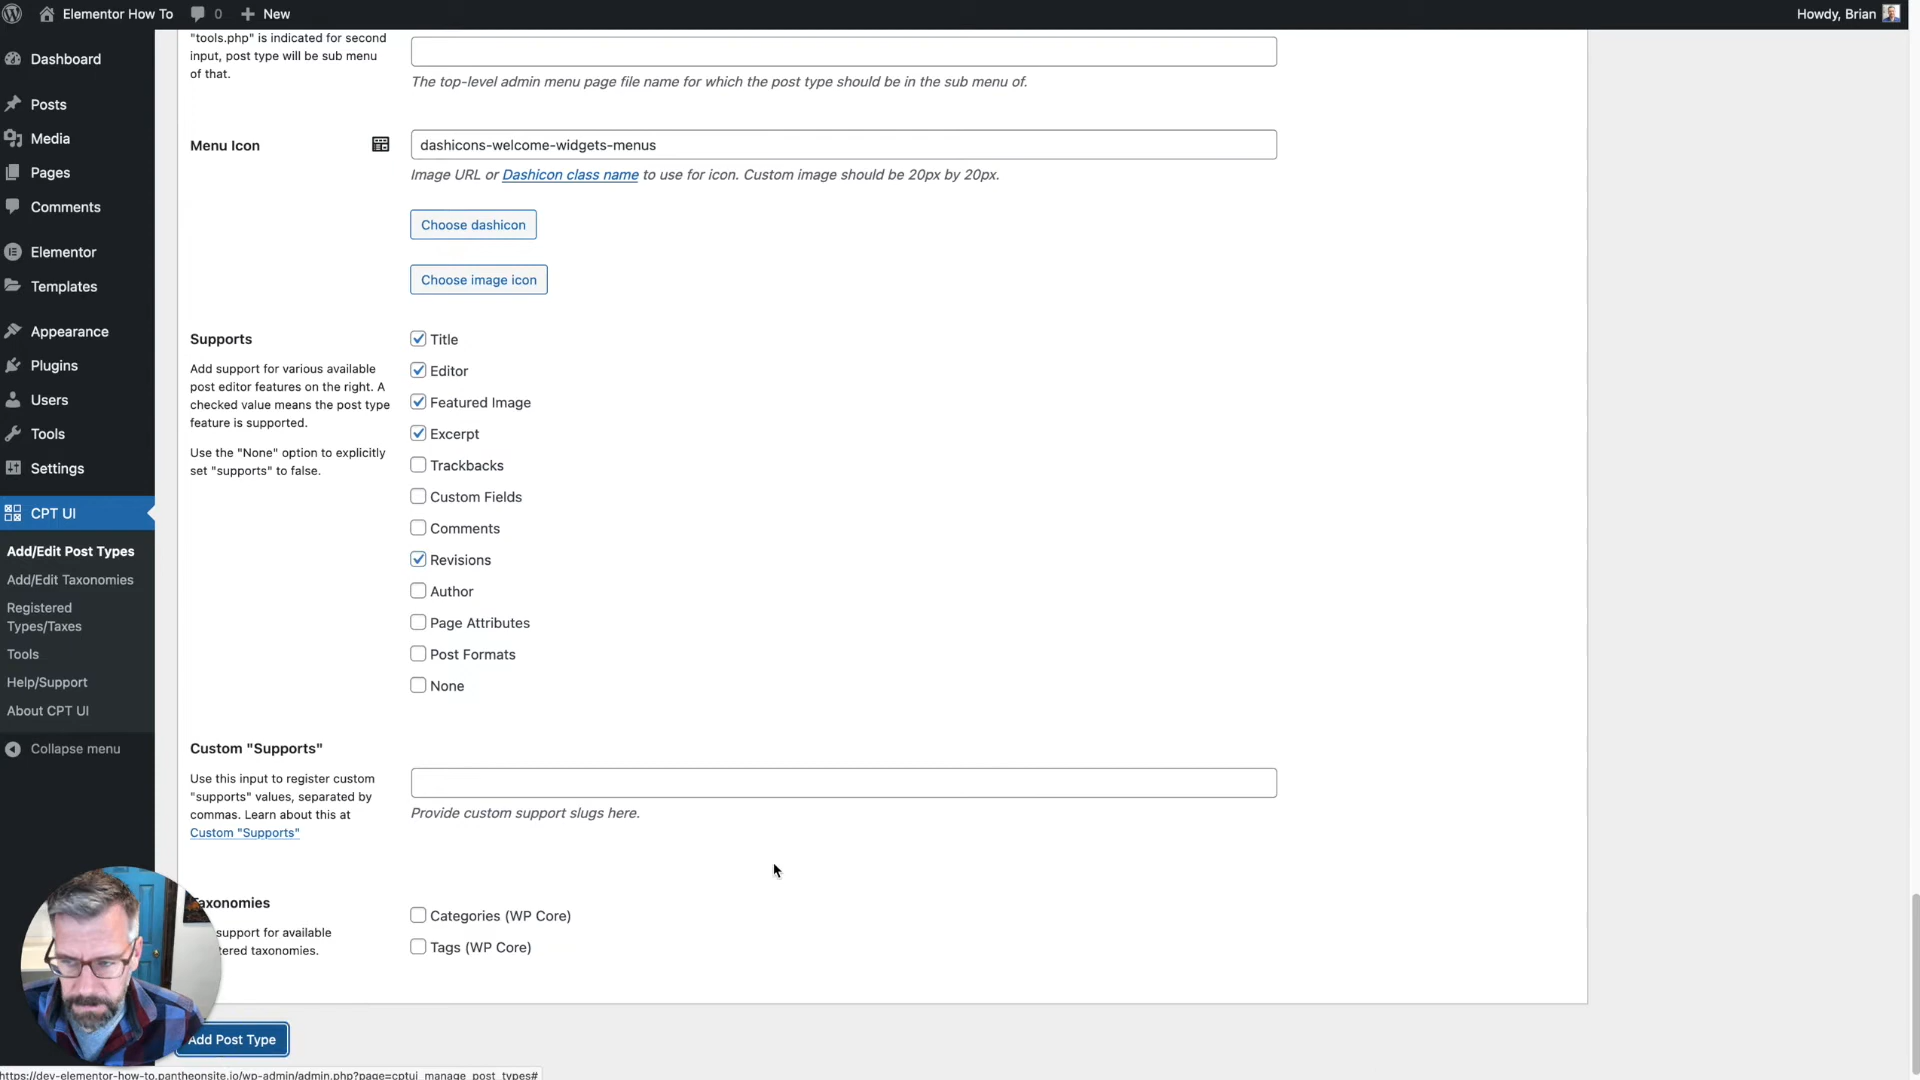 Elementor How To
0
New
Howdy, Brian
Dashboard
Posts
Media
Pages
Comments
Elementor
Templates
Appearance
Plugins
Users
Tools
Settings
CPT UI
Add/Edit Post Types
Add/Edit Taxonomies
Registered
Types/Taxes
Tools
Help/Support
About CPT UI
Collapse menu
"tools.php" is indicated for second
input, post type will be sub menu
of that.
The top-level admin menu page file name for which the post type should be in the sub menu of.
Menu Icon
dashicons-welcome-widgets-menus
Image URL or Dashicon class name to use for icon. Custom image should be 20px by 20px.
Choose dashicon
Choose image icon
Supports
Add support for various available
post editor features on the right. A
checked value means the post type
feature is supported.
Use the "None" option to explicitly
set "supports" to false.
Title
Editor
Featured Image
Excerpt
Trackbacks
Custom Fields
Comments
Revisions
Author
Page Attributes
Post Formats
None
Custom "Supports"
Use this input to register custom
"supports" values, separated by
commas. Learn about this at
Custom "Supports"
Provide custom support slugs here.
axonomies
support for available
tered taxonomies.
Categories (WP Core)
Tags (WP Core)
Add Post Type
https://dev-elementor-how-to.pantheonsite.io/wp-admin/admin.php?page=cptui_manage_post_types#